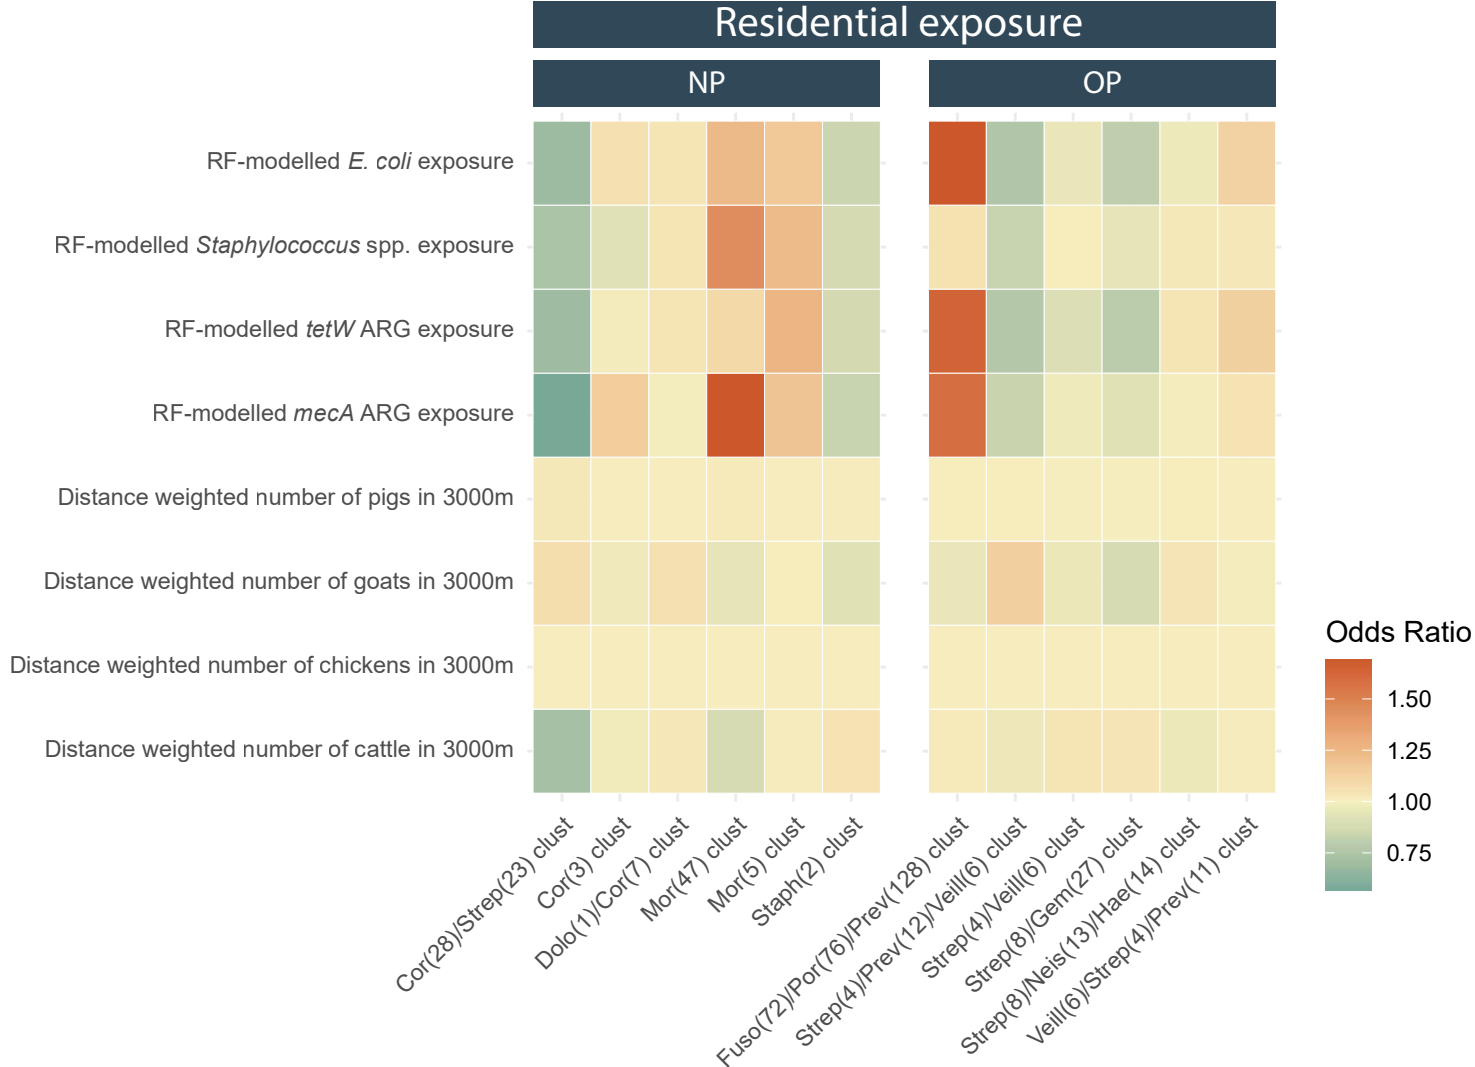 Residential exposure
NP
OP
RF-modelled E. coli exposure
RF-modelled Staphylococcus spp. exposure
RF-modelled tetW ARG exposure
RF-modelled mecA ARG exposure
Distance weighted number of pigs in 3000m
Distance weighted number of goats in 3000m
Distance weighted number of chickens in 3000m
Distance weighted number of cattle in 3000m
Cor(28)/Strep(23) clust
Cor(3) clust
Dolo(1)/Cor(7) clust
Mor(47) clust
Mor(5) clust
Staph(2) clust
Fuso(72)/Por(76)/Prev(128) clust
Strep(4)/Prev(12)/Veill(6) clust
Strep(4)/Veill(6) clust
Strep(8)/Gem(27) clust
Strep(8)/Neis(13)/Hae(14) clust
Veill(6)/Strep(4)/Prev(11) clust
Odds Ratio
1.50
1.25
1.00
0.75